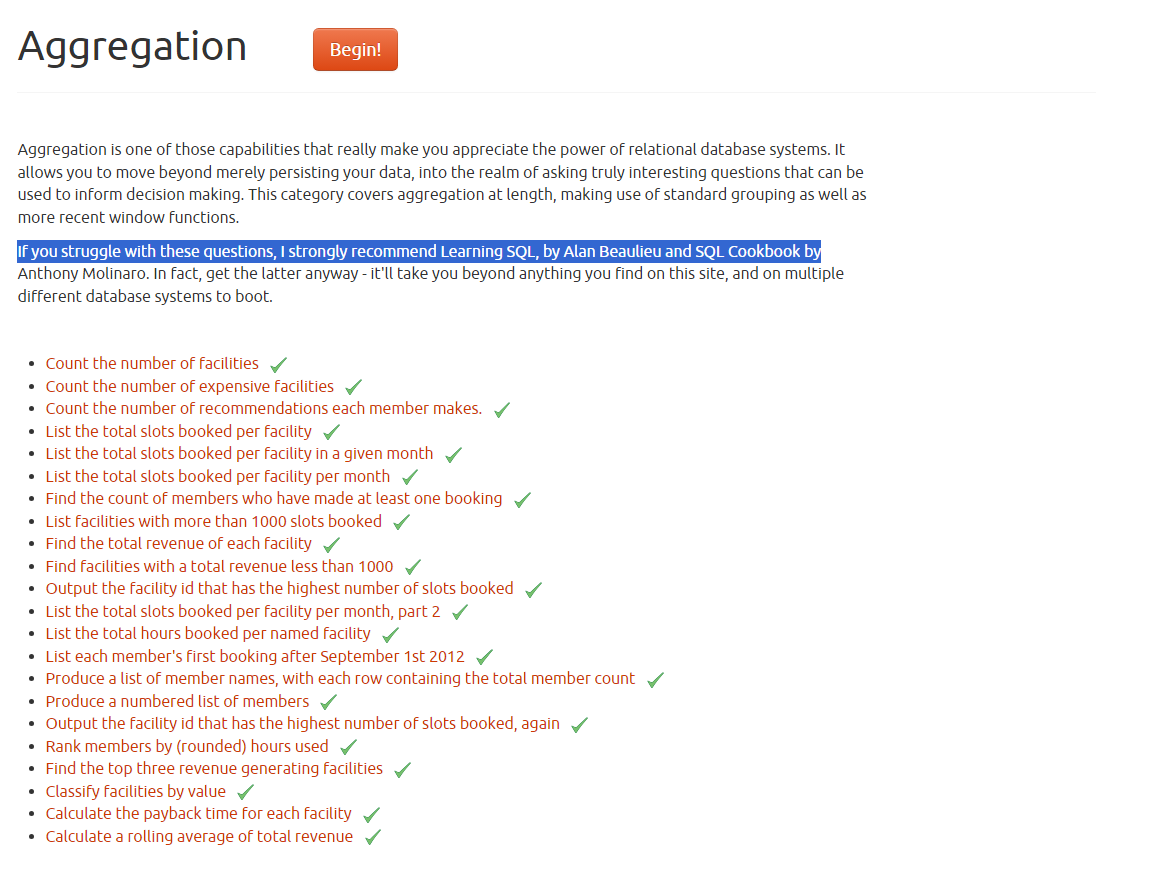 Aggregation
Begin!
Aggregation is one of those capabilities that really make you appreciate the power of relational database systems. It
allows you to move beyond merely persisting your data, into the realm of asking truly interesting questions that can be
used to inform decision making. This category covers aggregation at length, making use of standard grouping as well as
more recent window functions.
If you struggle with these questions, I strongly recommend Learning SQL, by Alan Beaulieu and SQL Cookbook by
Anthony Molinaro. In fact, get the latter anyway - it'll take you beyond anything you find on this site, and on multiple
different database systems to boot.
Count the number of facilities
Count the number of expensive facilities
Count the number of recommendations each member makes.
List the total slots booked per facility
List the total slots booked per facility in a given month
List the total slots booked per facility per month
Find the count of members who have made at least one booking
List facilities with more than 1000 slots booked
Find the total revenue of each facility
Find facilities with a total revenue less than 1000
Output the facility id that has the highest number of slots booked
List the total slots booked per facility per month, part 2
List the total hours booked per named facility
List each member's first booking after September 1st 2012
Produce a list of member names, with each row containing the total member count
Produce a numbered list of members
Output the facility id that has the highest number of slots booked, again
Rank members by (rounded) hours used
Find the top three revenue generating facilities
Classify facilities by value
Calculate the payback time for each facility
Calculate a rolling average of total revenue